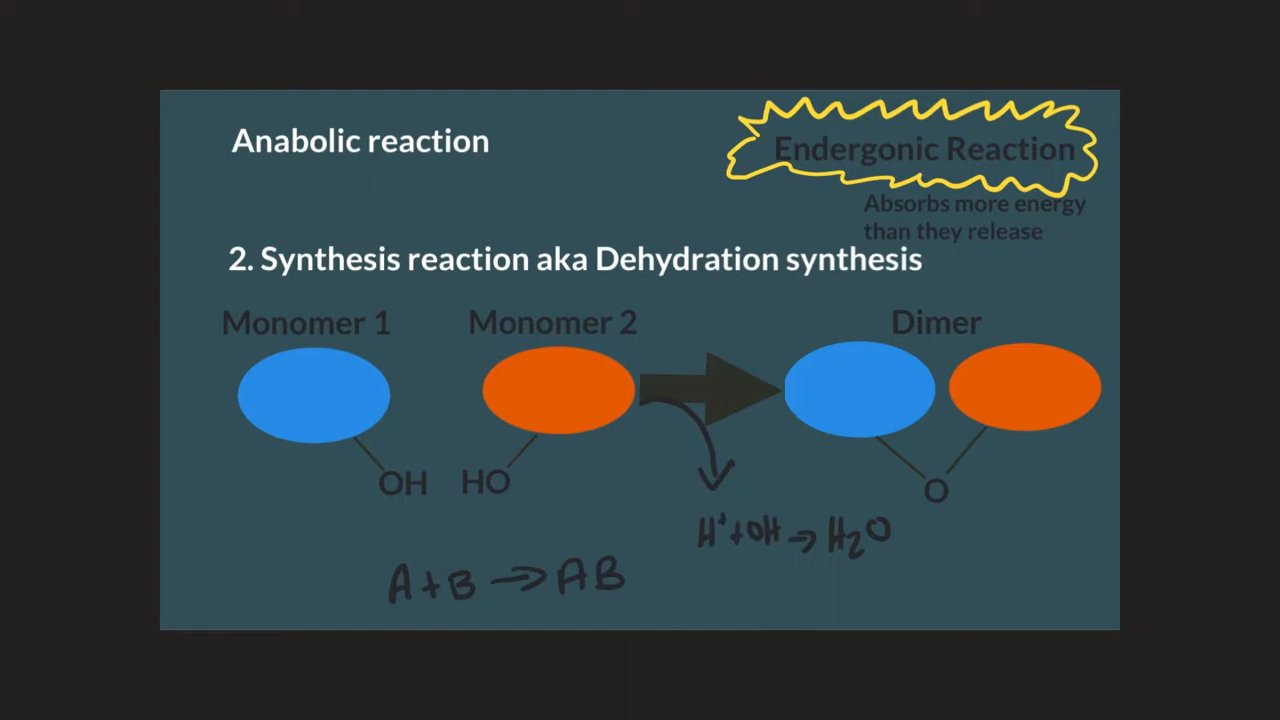 Anabolic reaction
Endergonic Reaction
Absorbs more energy
than they release
2. Synthesis reaction aka Dehydration synthesis
Monomer 1
Monomer 2
Dimer
OH
HO
O
H⁺+OH→H₂O
A+B→AB